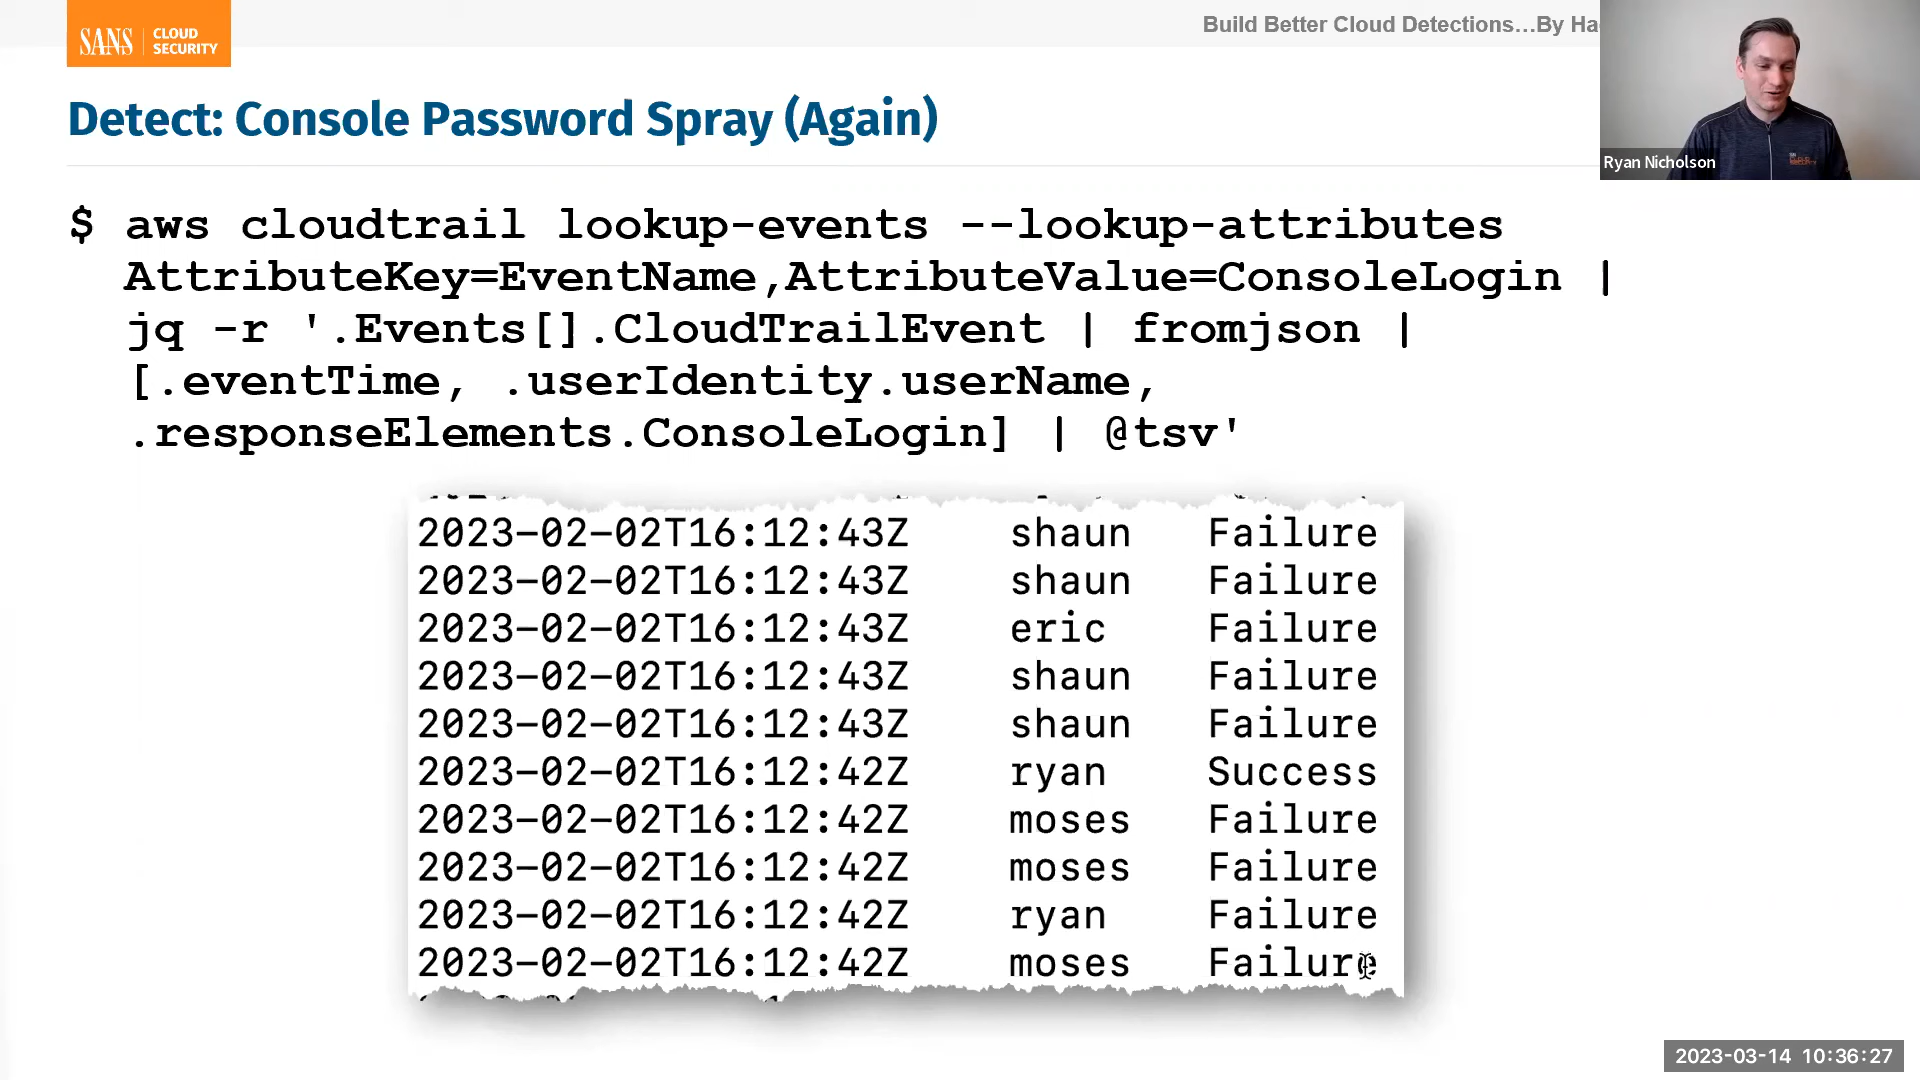 SANS | CLOUD SECURITY
Build Better Cloud Detections...By Ha
Detect: Console Password Spray (Again)
Ryan Nicholson
$ aws cloudtrail lookup-events --lookup-attributes
AttributeKey=EventName,AttributeValue=ConsoleLogin |
jq -r '.Events[].CloudTrailEvent | fromjson |
[.eventTime, .userIdentity.userName,
.responseElements.ConsoleLogin] | @tsv'
2023-02-02T16:12:43Z shaun Failure
2023-02-02T16:12:43Z shaun Failure
2023-02-02T16:12:43Z eric Failure
2023-02-02T16:12:43Z shaun Failure
2023-02-02T16:12:43Z shaun Failure
2023-02-02T16:12:42Z ryan Success
2023-02-02T16:12:42Z moses Failure
2023-02-02T16:12:42Z moses Failure
2023-02-02T16:12:42Z ryan Failure
2023-02-02T16:12:42Z moses Failure
2023-03-14 10:36:27